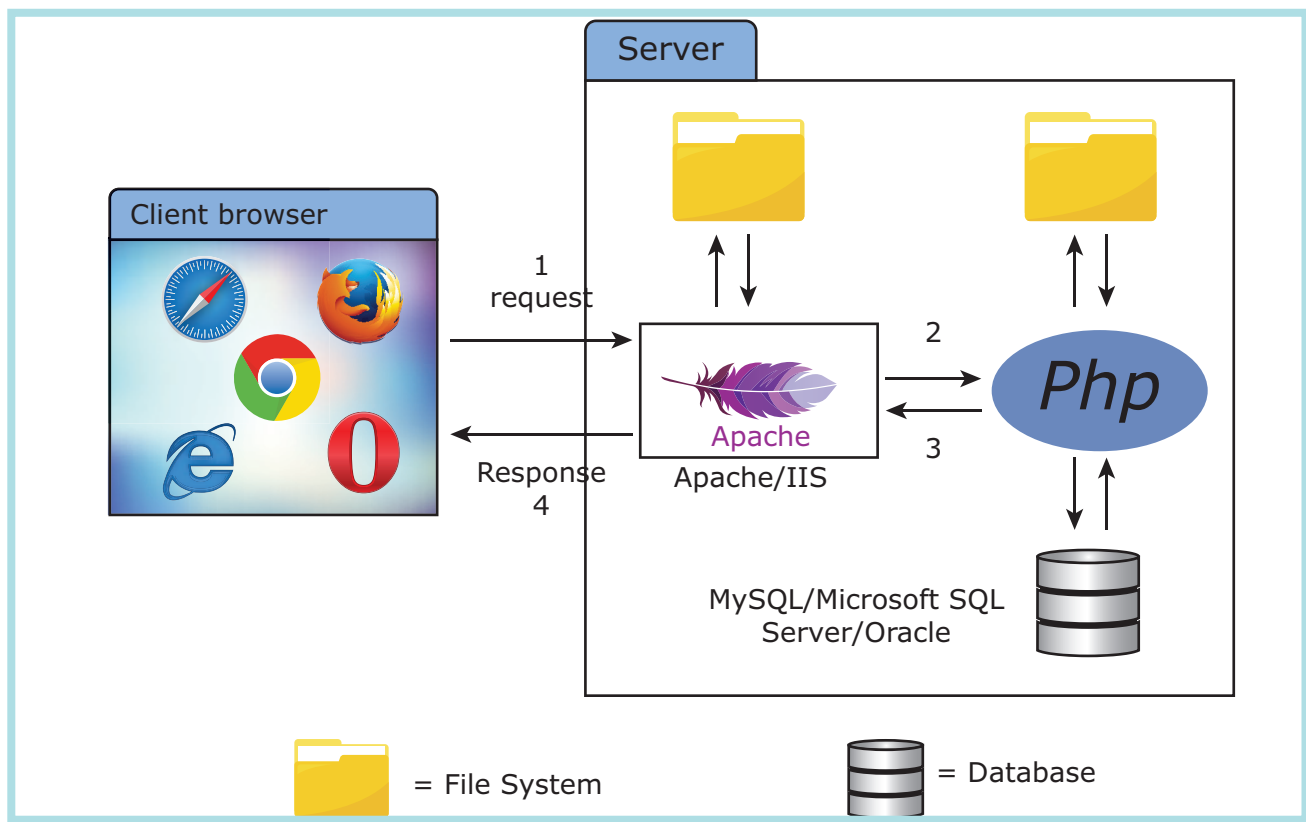 Server
Client browser
1
request
2
Php
Apache
3
Response
4
Apache/IIS
MySQL/Microsoft SQL
Server/Oracle
= File System
= Database